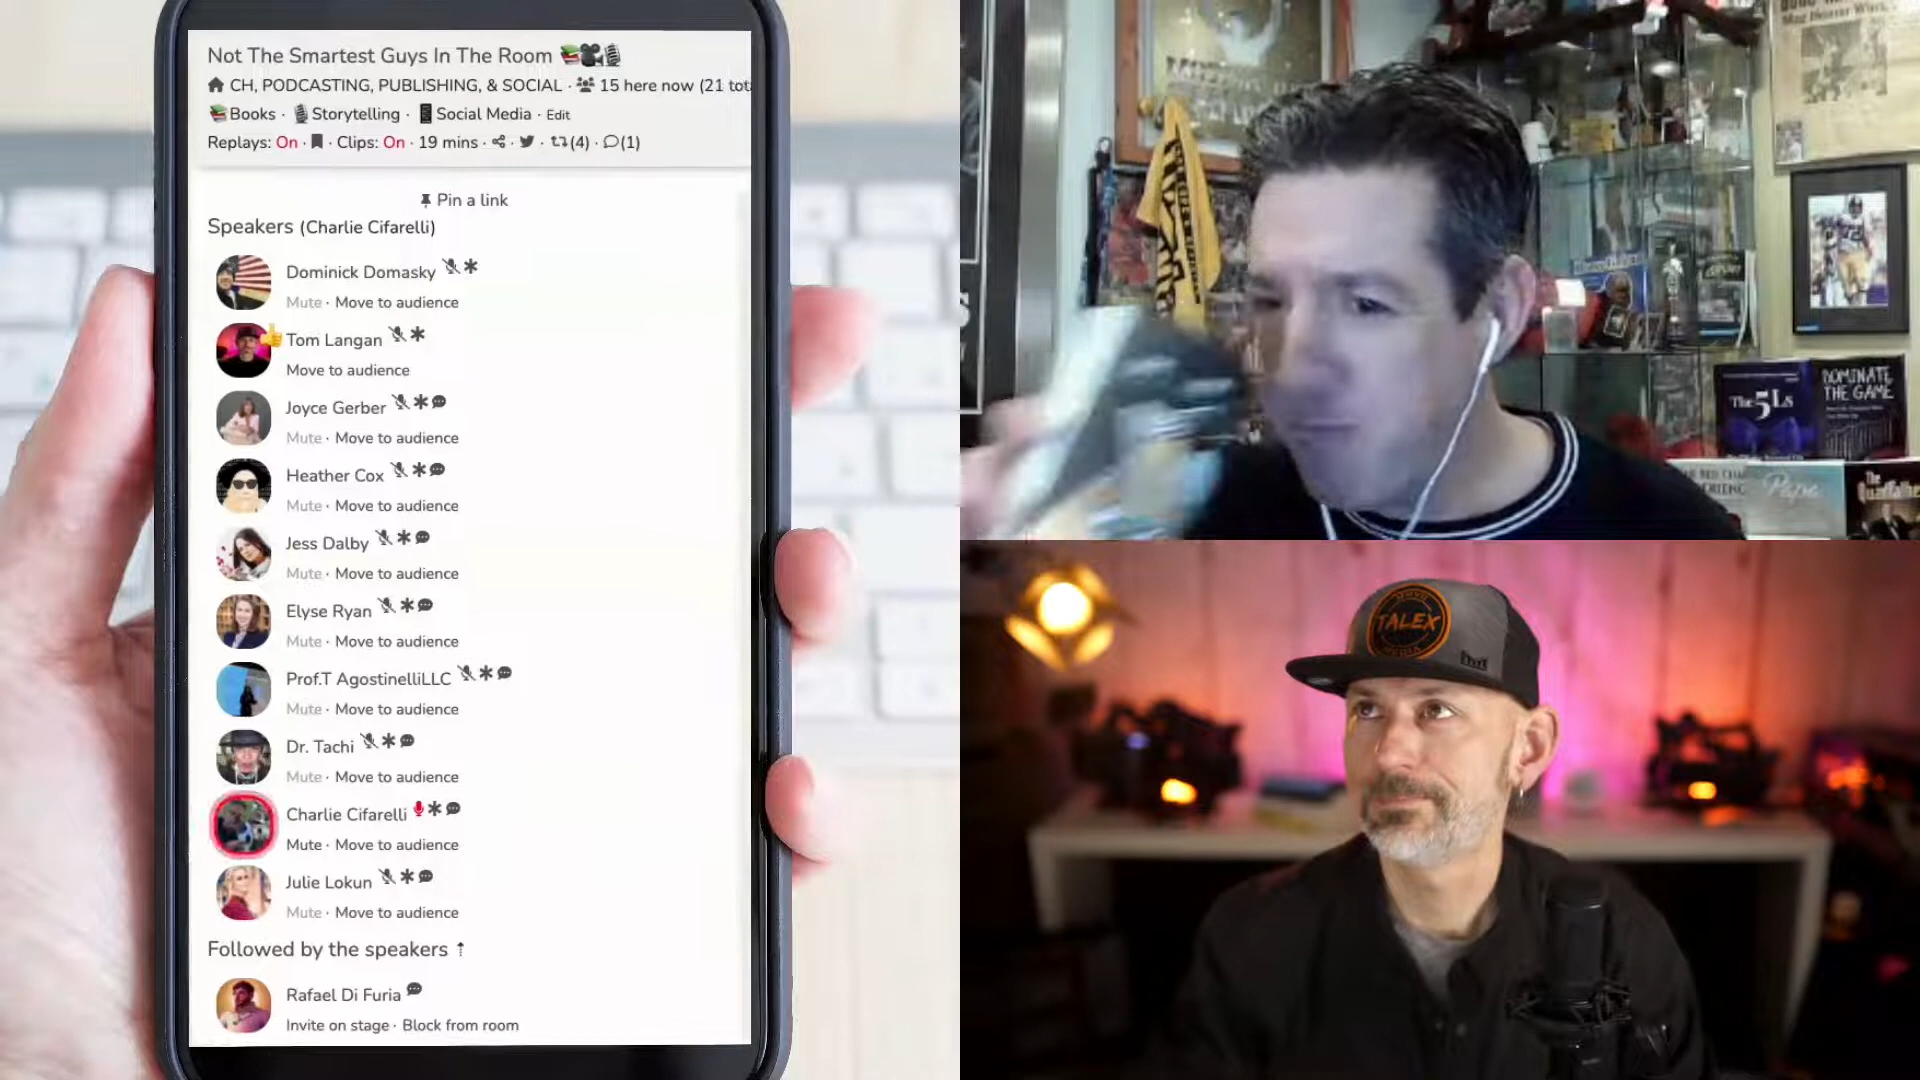 Not The Smartest Guys In The Room
CH, PODCASTING, PUBLISHING, & SOCIAL · 15 here now (21 tot
Books · Storytelling · Social Media · Edit
Replays: On · Clips: On · 19 mins · (4) · (1)
Pin a link
Speakers (Charlie Cifarelli)
Dominick Domasky
Mute · Move to audience
Tom Langan
Move to audience
Joyce Gerber
Mute · Move to audience
Heather Cox
Mute · Move to audience
Jess Dalby
Mute · Move to audience
Elyse Ryan
Mute · Move to audience
Prof.T AgostinelliLLC
Mute · Move to audience
Dr. Tachi
Mute · Move to audience
Charlie Cifarelli
Mute · Move to audience
Julie Lokun
Mute · Move to audience
Followed by the speakers
Rafael Di Furia
Invite on stage · Block from room
The 5Ls
DOMINATE
THE GAME
Papa
The
TALEX
MEDIA